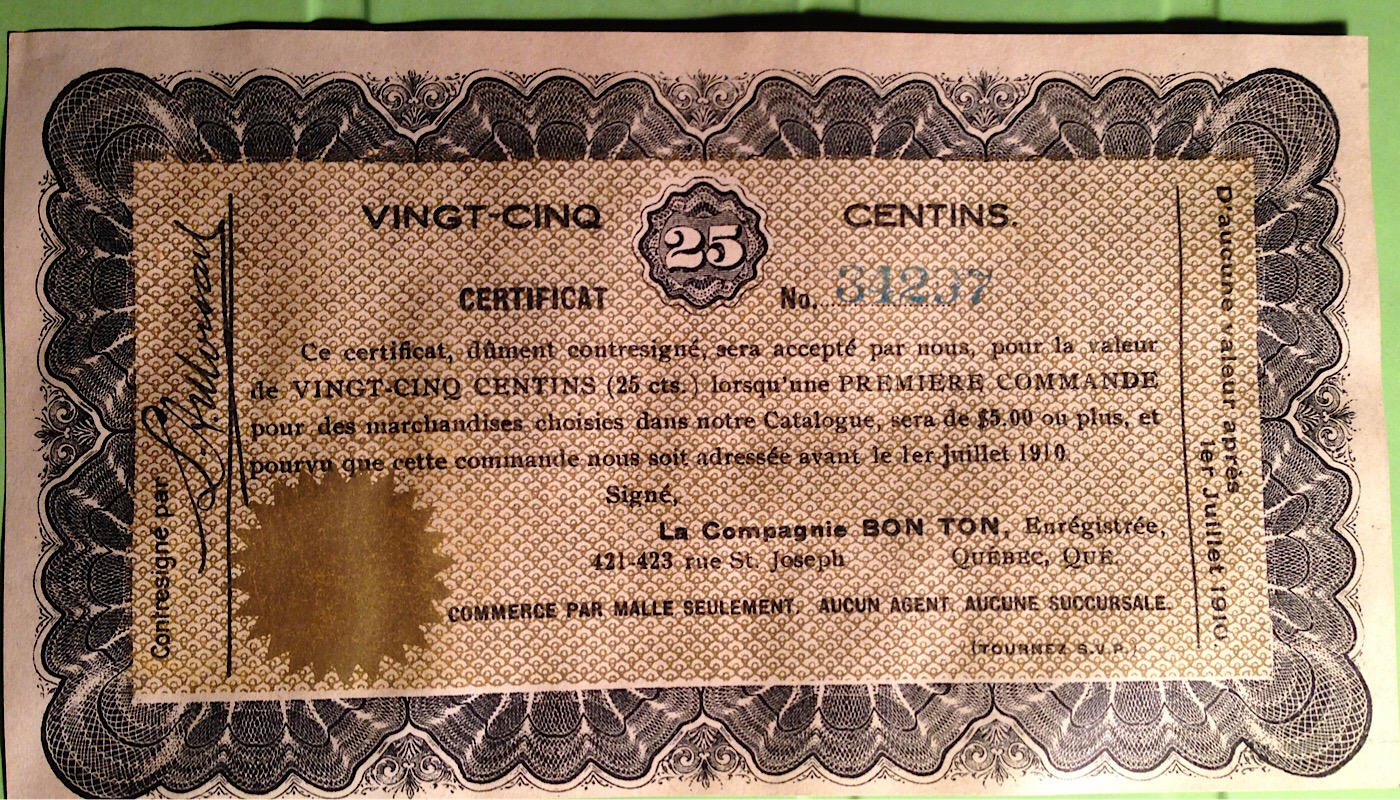 VINGT-CINQ 25 CENTINS.
CERTIFICAT No. 34297
Ce certificat, dûment contresigné, sera accepté par nous, pour la valeur
de VINGT-CINQ CENTINS (25 cts.) lorsqu'une PREMIERE COMMANDE
pour des marchandises choisies dans notre Catalogue, sera de $5.00 ou plus, et
pourvu que cette commande nous soit adressée avant le 1er juillet 1910.
Signé,
La Compagnie BON TON, Enrégistrée,
421-423 rue St. Joseph QUÉBEC, QUÉ.
COMMERCE PAR MALLE SEULEMENT. AUCUN AGENT. AUCUNE SUCCURSALE.
(TOURNEZ S.V.P.)
Contresigné par
D'aucune valeur après
1er Juillet 1910.